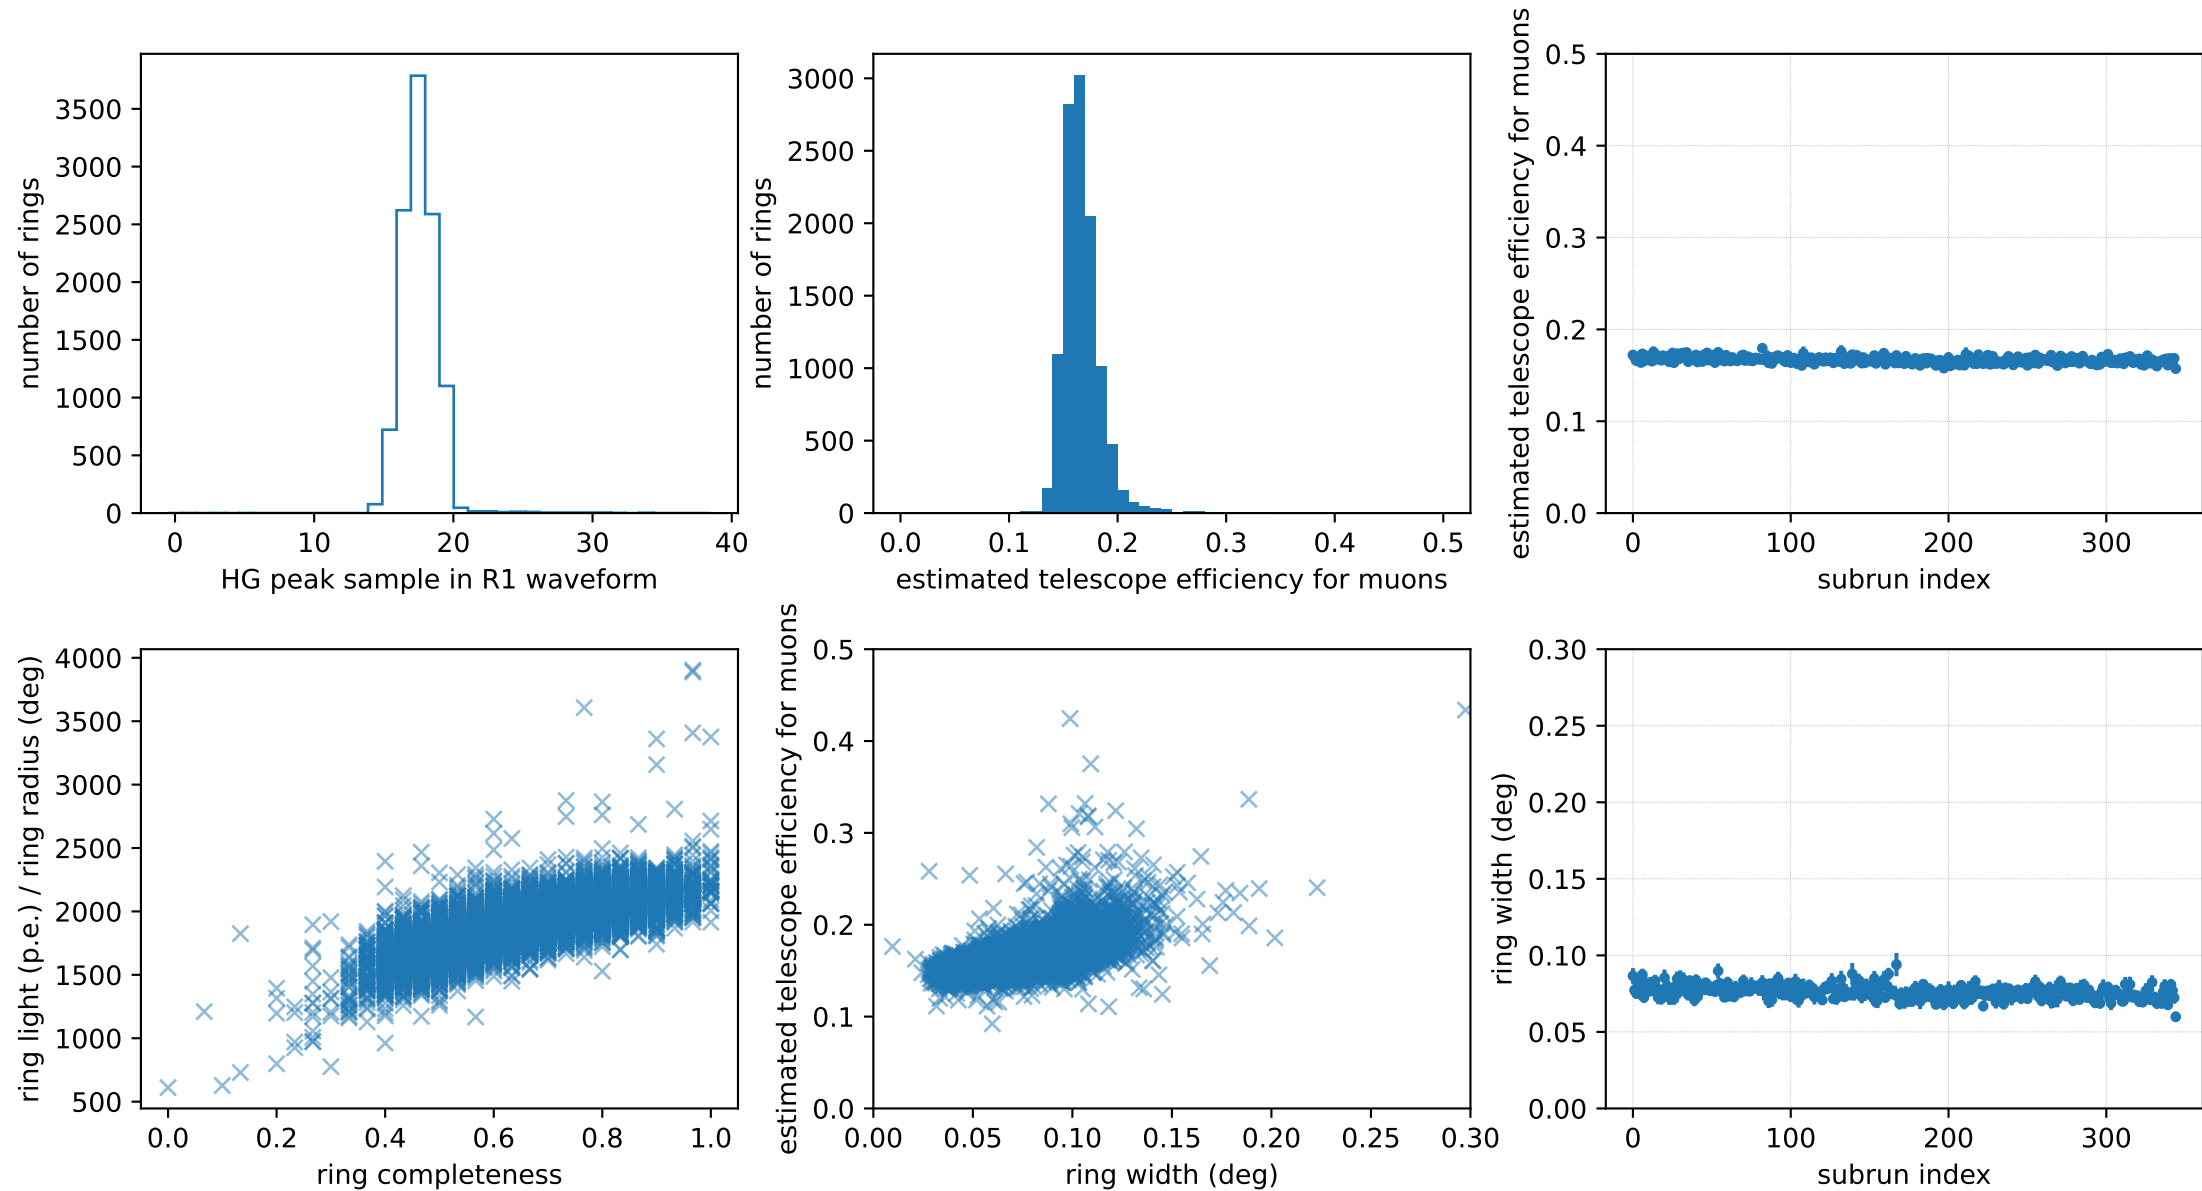 number of rings
3500
3000
2500
2000
1500
1000
500
0
0 10 20 30 40
HG peak sample in R1 waveform
number of rings
3000
2500
2000
1500
1000
500
0
0.0 0.1 0.2 0.3 0.4 0.5
estimated telescope efficiency for muons
estimated telescope efficiency for muons
0.5
0.4
0.3
0.2
0.1
0.0
0 100 200 300
subrun index
ring light (p.e.) / ring radius (deg)
4000
3500
3000
2500
2000
1500
1000
500
0.0 0.2 0.4 0.6 0.8 1.0
ring completeness
estimated telescope efficiency for muons
0.5
0.4
0.3
0.2
0.1
0.0
0.00 0.05 0.10 0.15 0.20 0.25 0.30
ring width (deg)
ring width (deg)
0.30
0.25
0.20
0.15
0.10
0.05
0.00
0 100 200 300
subrun index